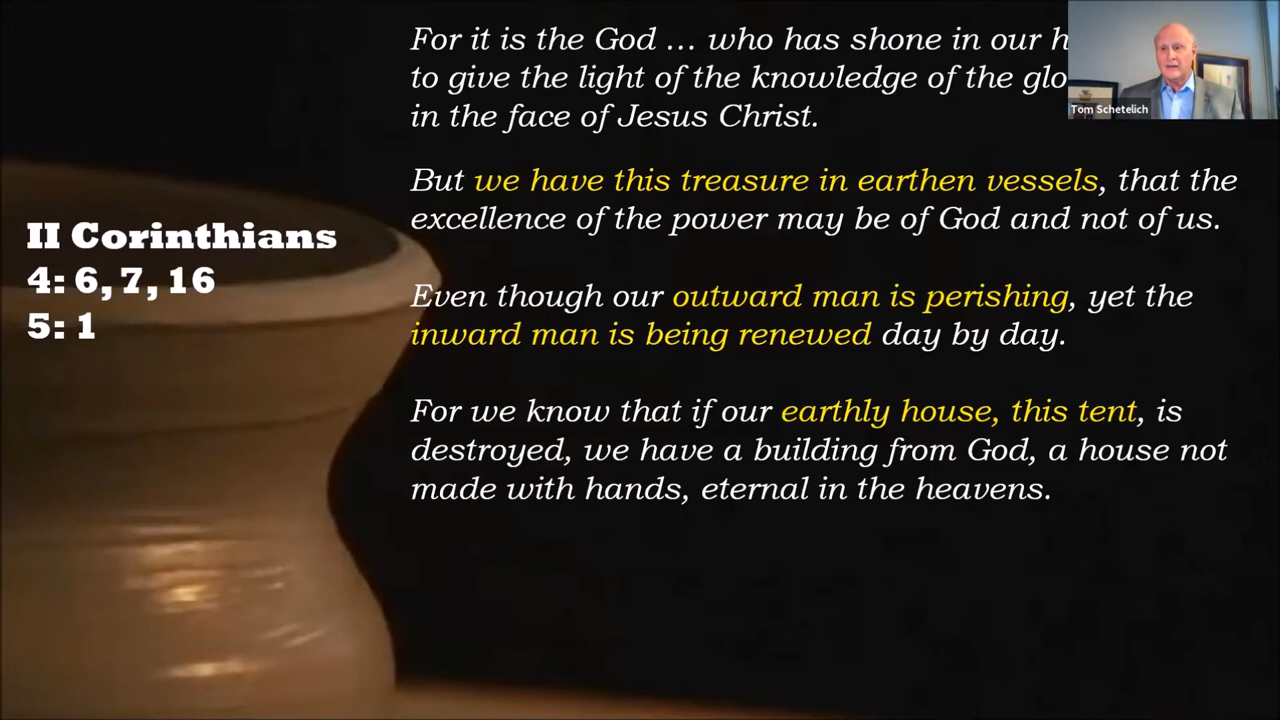 II Corinthians
4: 6, 7, 16
5: 1
For it is the God ... who has shone in our
to give the light of the knowledge of the
in the face of Jesus Christ.
But we have this treasure in earthen vessels, that the
excellence of the power may be of God and not of us.
Even though our outward man is perishing, yet the
inward man is being renewed day by day.
For we know that if our earthly house, this tent, is
destroyed, we have a building from God, a house not
made with hands, eternal in the heavens.
Tom Schetelich